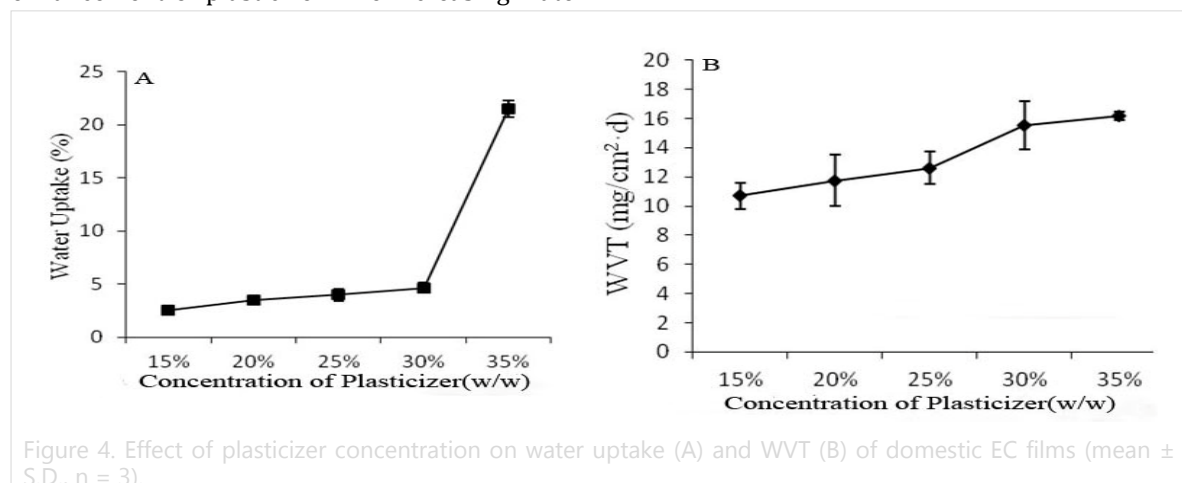 A
25
20
15
10
5
0
Water Uptake (%)
15% 20% 25% 30% 35%
Concentration of Plasticizer(w/w)
B
20
18
16
14
12
10
8
6
4
2
0
WVT (mg/cm²·d)
15% 20% 25% 30% 35%
Concentration of Plasticizer(w/w)
Figure 4. Effect of plasticizer concentration on water uptake (A) and WVT (B) of domestic EC films (mean ±
S.D., n = 3)